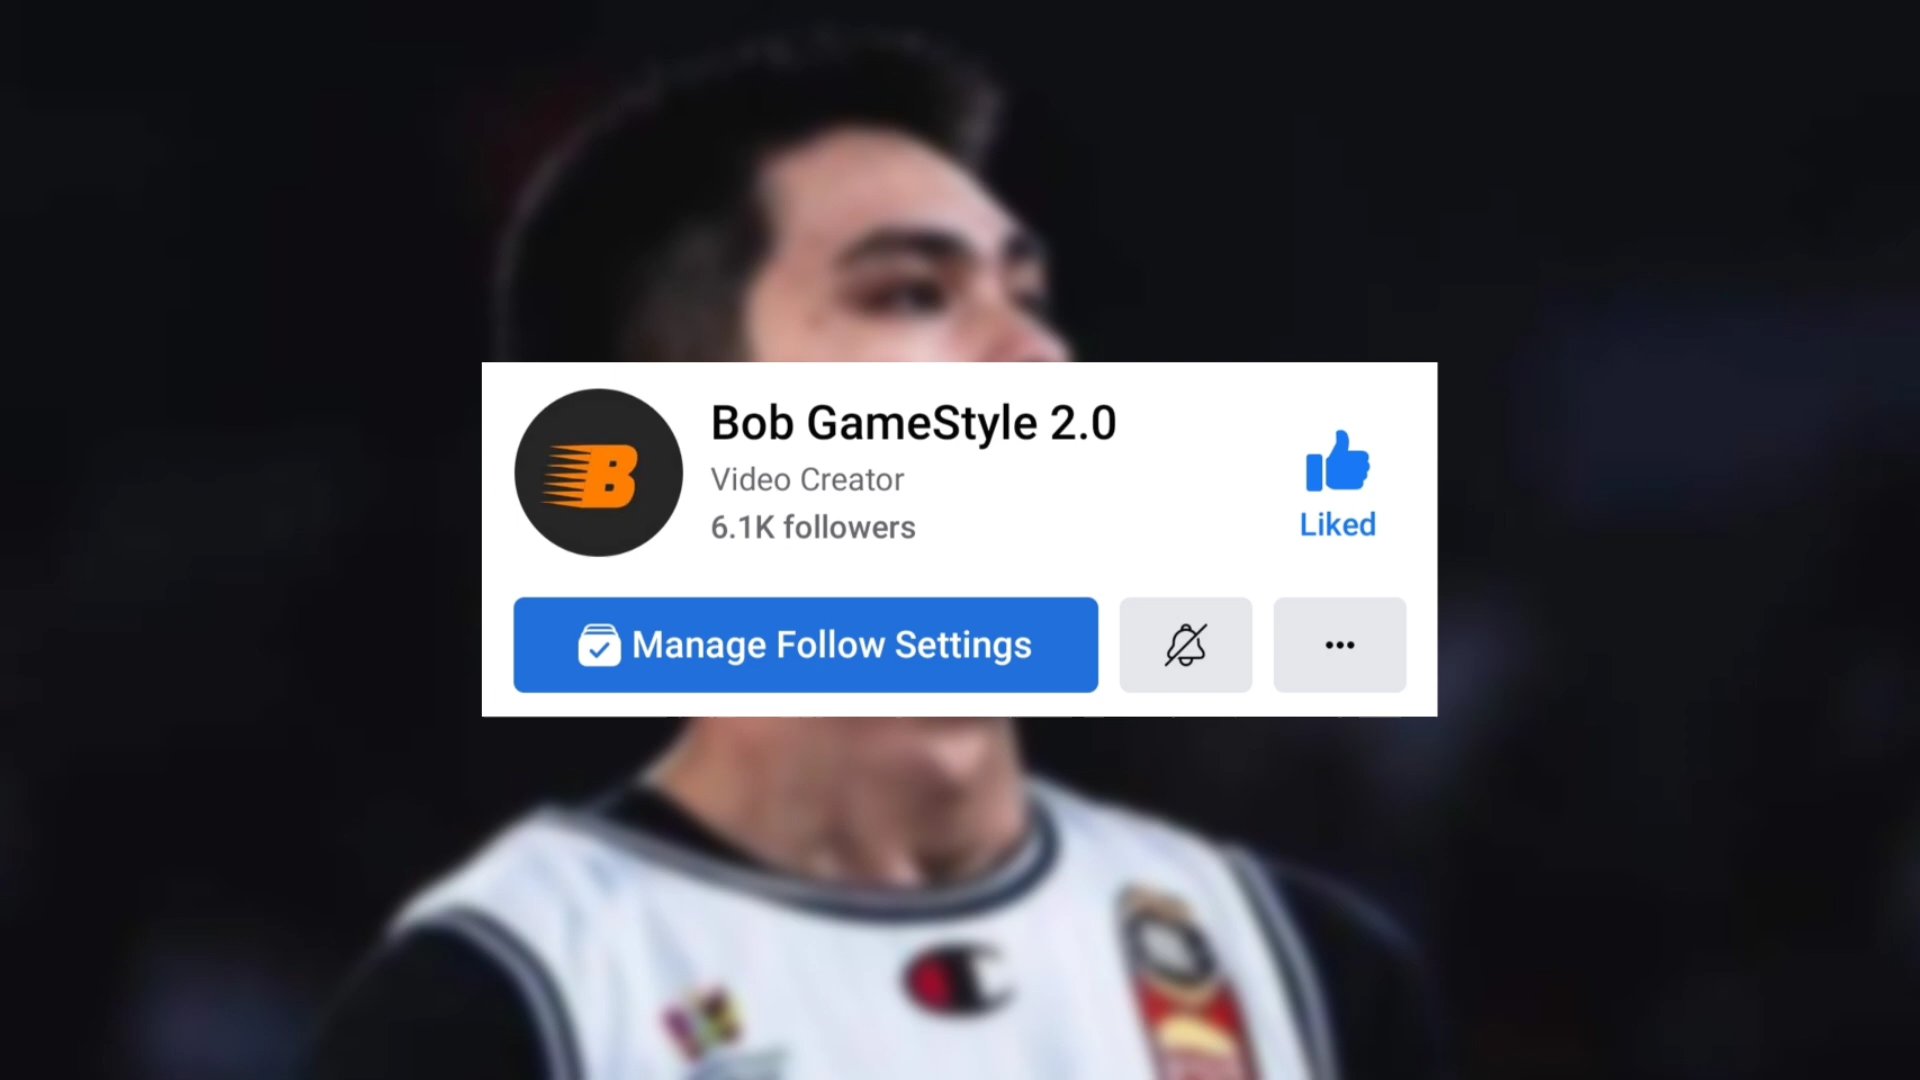 B
Bob GameStyle 2.0
Video Creator
6.1K followers
Liked
Manage Follow Settings